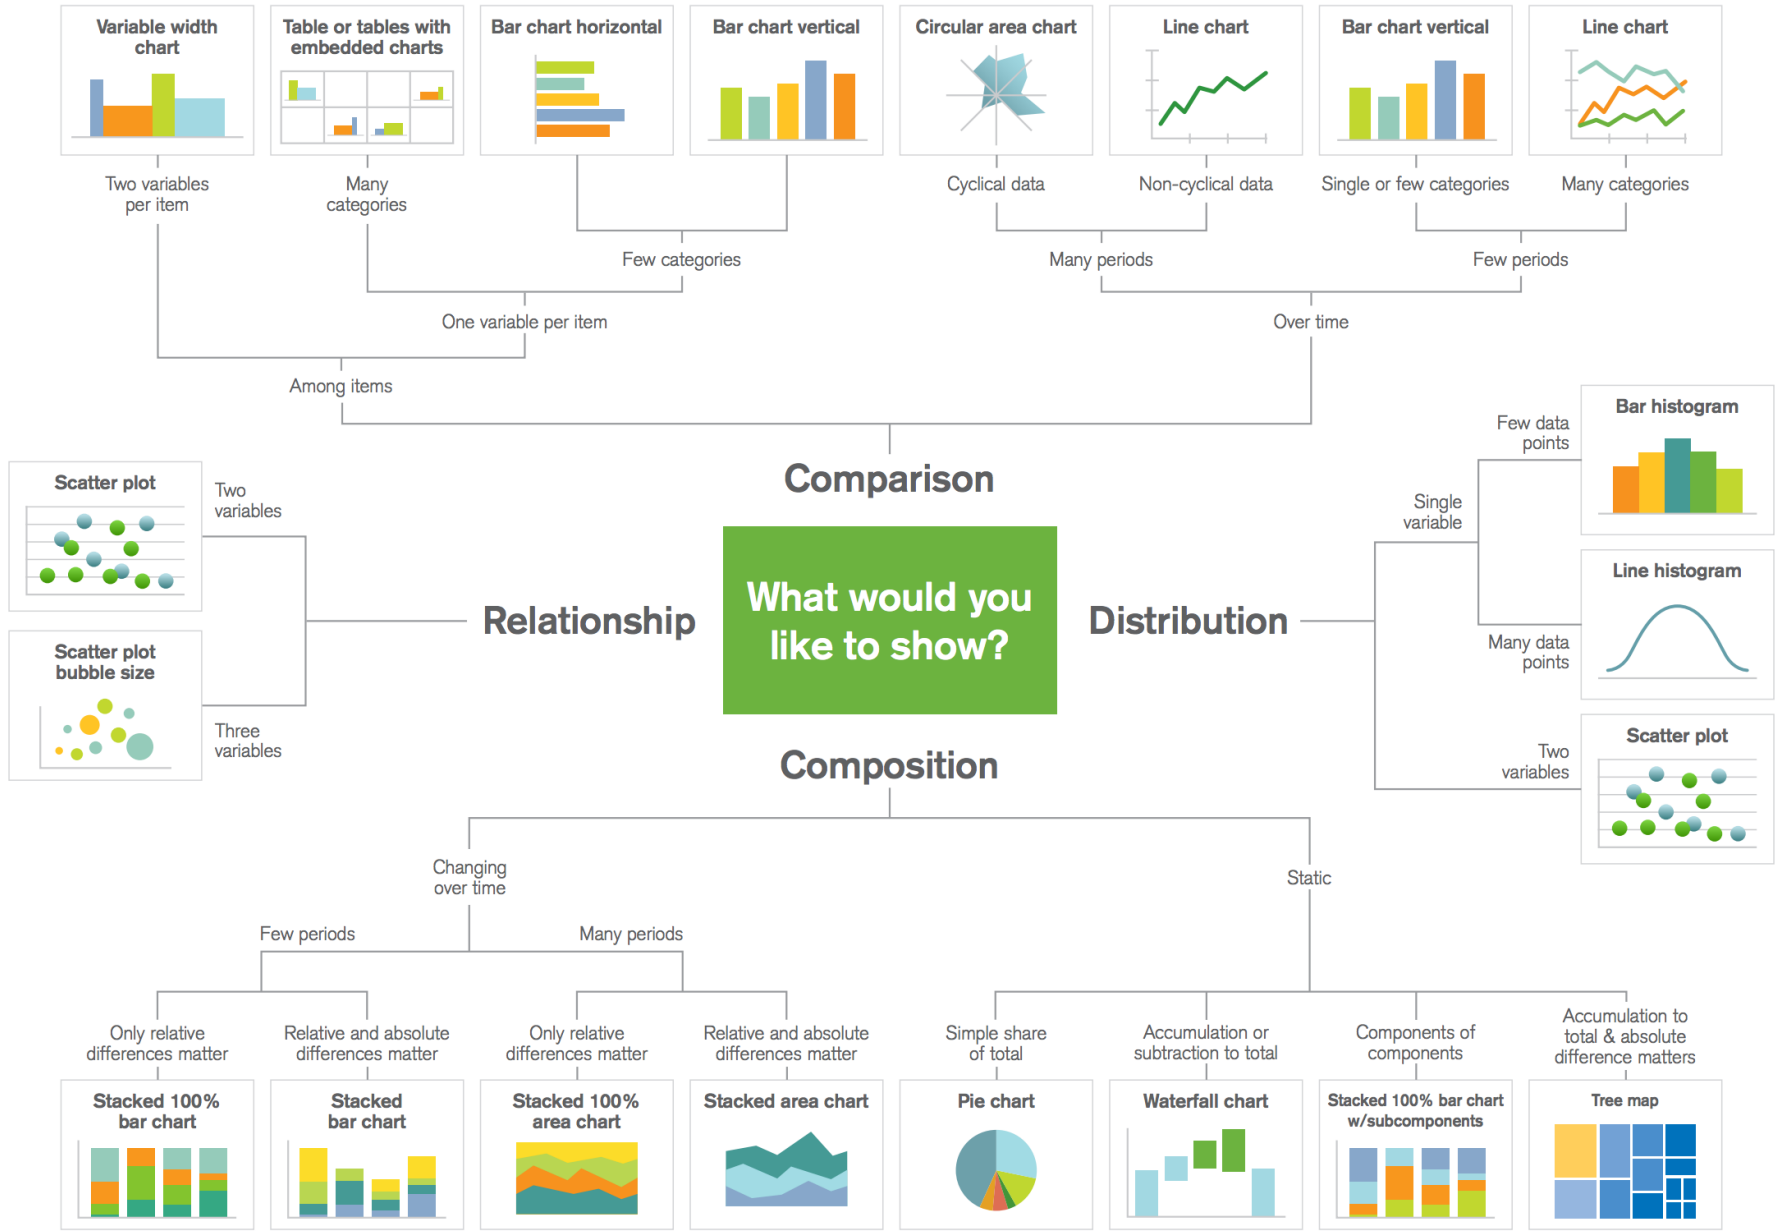 Variable width
chart
Table or tables with
embedded charts
Bar chart horizontal
Bar chart vertical
Circular area chart
Line chart
Bar chart vertical
Line chart
Two variables
per item
Many
categories
Cyclical data
Non-cyclical data
Single or few categories
Many categories
Few categories
Many periods
Few periods
One variable per item
Over time
Among items
Comparison
Scatter plot
Two
variables
Scatter plot
bubble size
Three
variables
Relationship
What would you
like to show?
Distribution
Few data
points
Bar histogram
Single
variable
Line histogram
Many data
points
Two
variables
Scatter plot
Composition
Changing
over time
Static
Few periods
Many periods
Only relative
differences matter
Relative and absolute
differences matter
Only relative
differences matter
Relative and absolute
differences matter
Simple share
of total
Accumulation or
subtraction to total
Components of
components
Accumulation to
total & absolute
difference matters
Stacked 100%
bar chart
Stacked
bar chart
Stacked 100%
area chart
Stacked area chart
Pie chart
Waterfall chart
Stacked 100% bar chart
w/subcomponents
Tree map